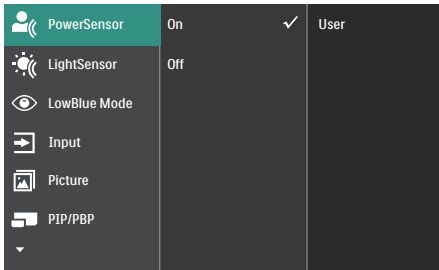 PowerSensor
On
User
LightSensor
Off
LowBlue Mode
Input
Picture
PIP/PBP